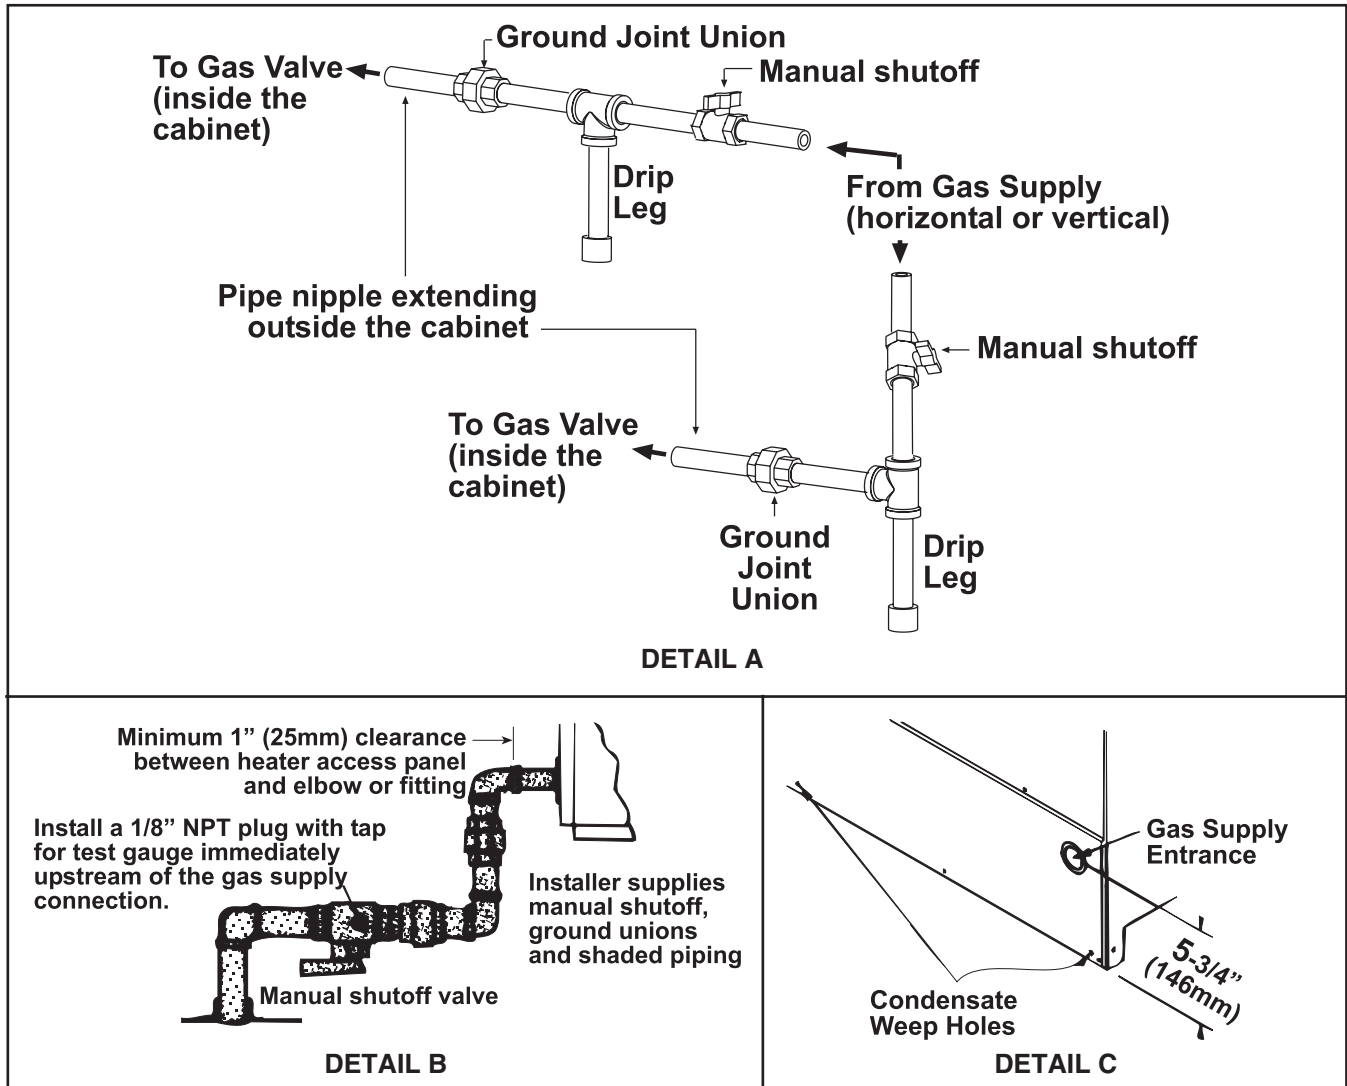 Ground Joint Union
To Gas Valve
(inside the
cabinet)
Manual shutoff
Drip
Leg
From Gas Supply
(horizontal or vertical)
Pipe nipple extending
outside the cabinet
Manual shutoff
To Gas Valve
(inside the
cabinet)
Ground
Joint
Union
Drip
Leg
DETAIL A
Minimum 1” (25mm) clearance
between heater access panel
and elbow or fitting
Install a 1/8” NPT plug with tap
for test gauge immediately
upstream of the gas supply
connection.
Installer supplies
manual shutoff,
ground unions
and shaded piping
Manual shutoff valve
DETAIL B
Gas Supply
Entrance
5-3/4”
(146mm)
Condensate
Weep Holes
DETAIL C